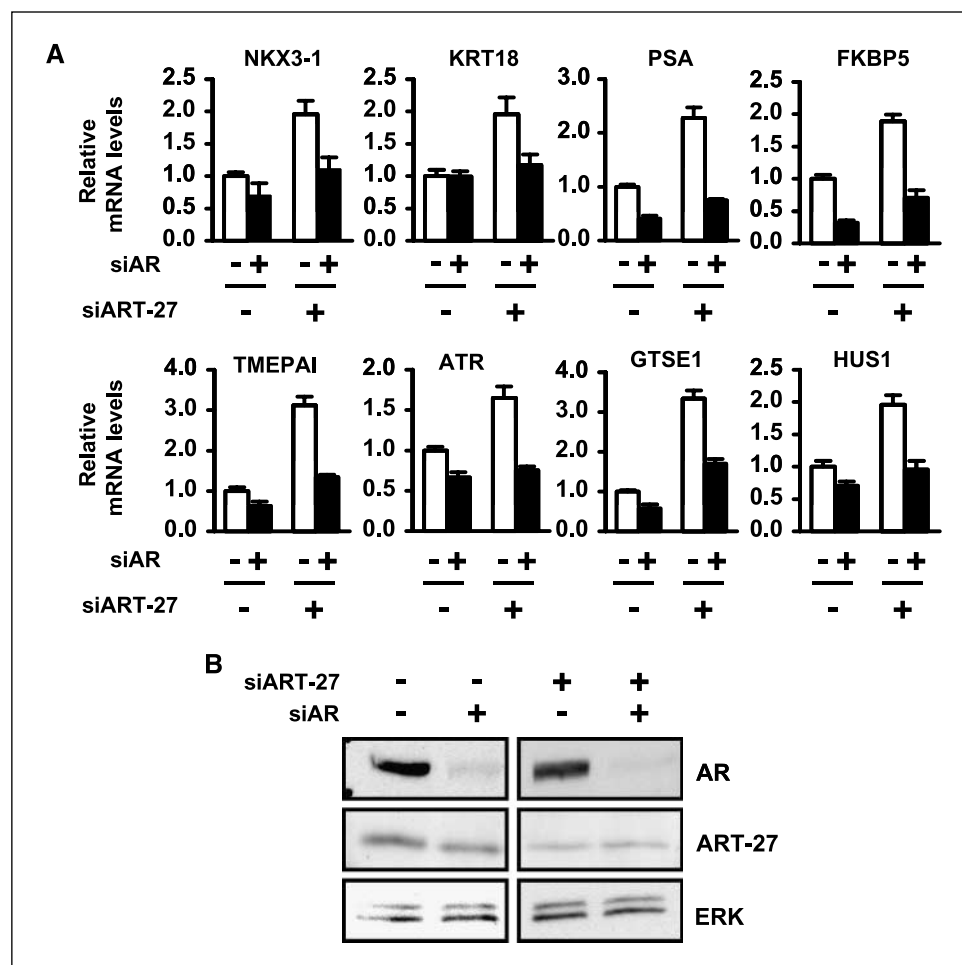 A
NKX3-1 KRT18 PSA FKBP5
Relative mRNA levels
2.5 2.5 3.0 2.5
2.0 2.0 2.0 2.0
1.5 1.5 1.5
1.0 1.0 1.0 1.0
0.5 0.5 0.5
0.0 0.0 0.0 0.0
siAR - + - + - + - + - + - + - + - +
siART-27 - + - + - + - +
TMEPAI ATR GTSE1 HUS1
Relative mRNA levels
4.0 2.0 4.0 2.5
3.0 1.5 3.0 2.0
2.0 1.0 2.0 1.5
1.0 0.5 1.0 1.0
0.5
0.0 0.0 0.0 0.0
siAR - + - + - + - + - + - + - + - +
siART-27 - + - + - + - +
B
siART-27 - - + +
siAR - + - +
AR
ART-27
ERK